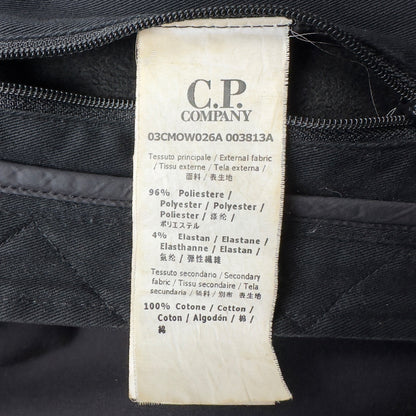 C.P.
COMPANY
03CMOW026A 003813A
Tessuto principale / External fabric
/ Tissu externe / Tela externa /
面料 / 表生地
96% Poliestere /
Polyester / Polyester /
Poliester / 涤纶 /
ポリエステル
4% Elastan / Elastane /
Elasthanne / Elastan /
氨纶 / 弾性繊維
Tessuto secondario / Secondary
fabric / Tissu secondaire / Tela
secundaria / 辅料 / 別布 表生地
100% Cotone / Cotton /
Coton / Algodón / 棉 /
綿